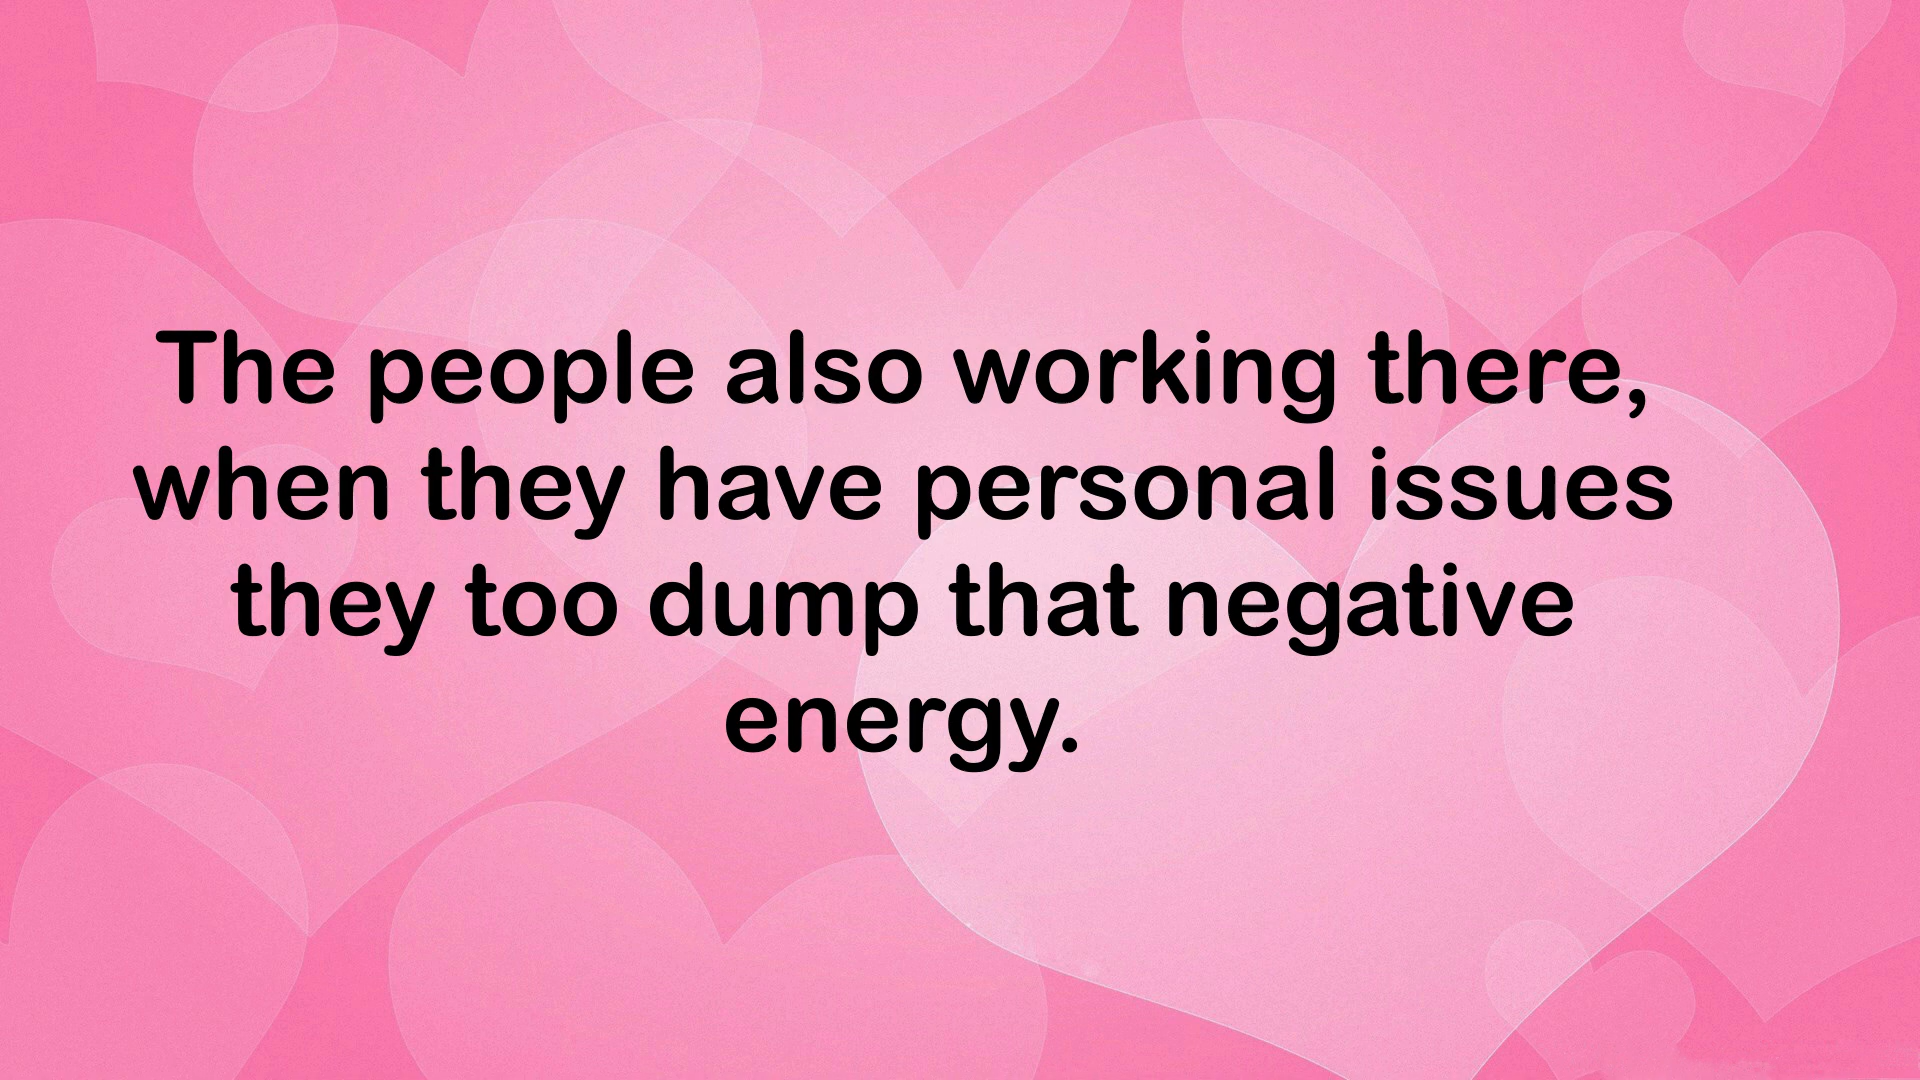 The people also working there,
when they have personal issues
they too dump that negative
energy.